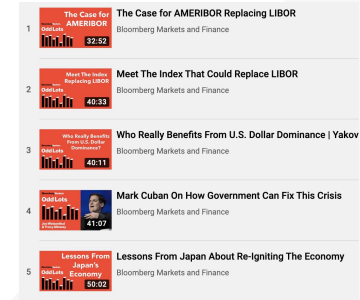 1
The Case for
AMERIBOR
Odd Lots
32:52
The Case for AMERIBOR Replacing LIBOR
Bloomberg Markets and Finance
2
Meet The Index
Replacing LIBOR
Odd Lots
40:33
Meet The Index That Could Replace LIBOR
Bloomberg Markets and Finance
3
Who Really Benefits
From U.S. Dollar
Dominance?
Odd Lots
40:11
Who Really Benefits From U.S. Dollar Dominance | Yakov
Bloomberg Markets and Finance
4
Odd Lots
41:07
Mark Cuban On How Government Can Fix This Crisis
Bloomberg Markets and Finance
5
Lessons From
Japan's
Economy
Odd Lots
50:02
Lessons From Japan About Re-Igniting The Economy
Bloomberg Markets and Finance